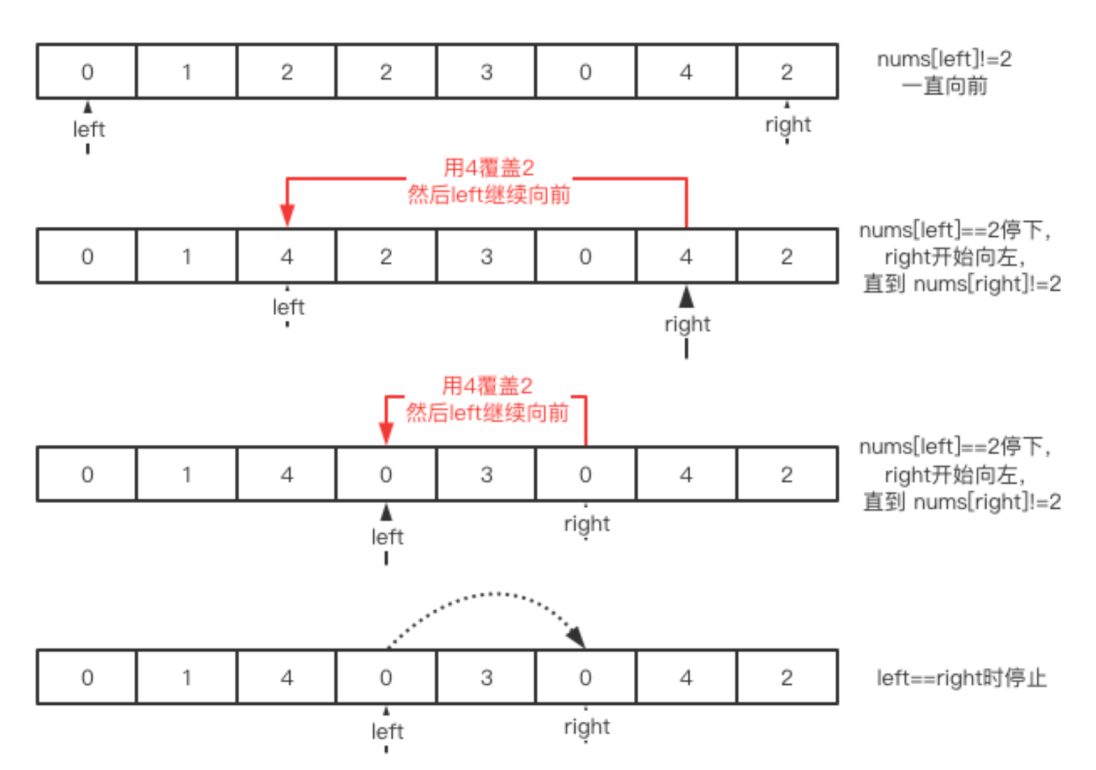 0 1 2 2 3 0 4 2
nums[left]!=2
一直向前
left
right
用4覆盖2
然后left继续向前
0 1 4 2 3 0 4 2
nums[left]==2停下,
right开始向左,
直到 nums[right]!=2
left
right
用4覆盖2
然后left继续向前
0 1 4 0 3 0 4 2
nums[left]==2停下,
right开始向左,
直到 nums[right]!=2
left
right
0 1 4 0 3 0 4 2
left==right时停止
left
right